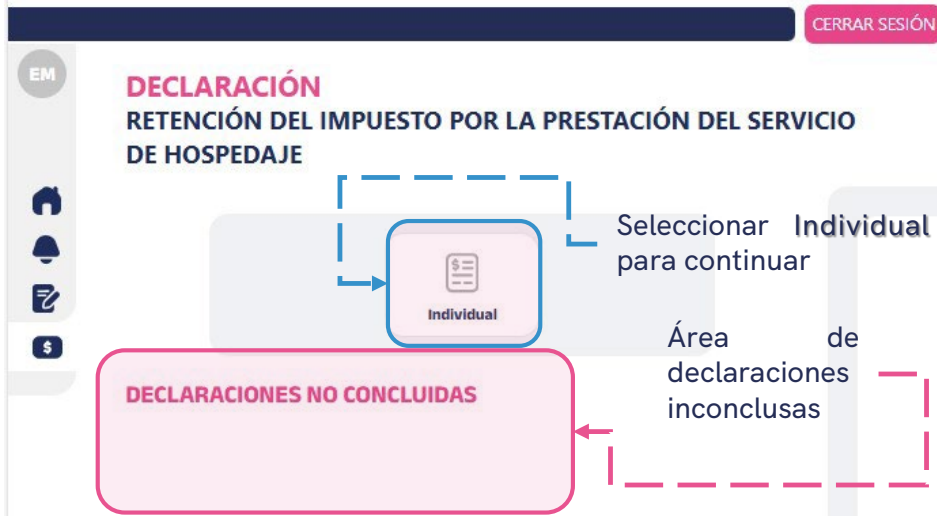 CERRAR SESIÓN
EM
DECLARACIÓN
RETENCIÓN DEL IMPUESTO POR LA PRESTACIÓN DEL SERVICIO
DE HOSPEDAJE
Seleccionar Individual
para continuar
$
Individual
$
Área de
declaraciones
inconclusas
DECLARACIONES NO CONCLUIDAS